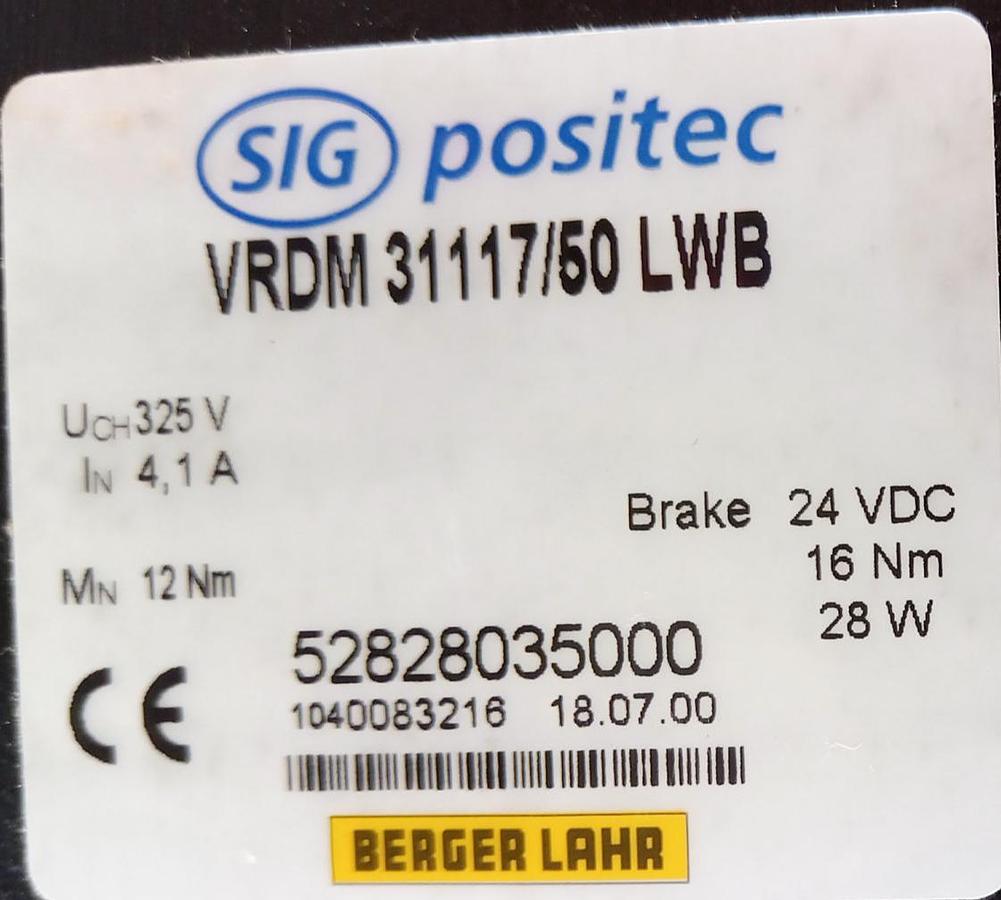 SIG positec
VRDM 31117/50 LWB
UCH 325 V
IN 4,1 A
Brake 24 VDC
16 Nm
MN 12 Nm
28 W
52828035000
CE
1040083216 18.07.00
BERGER LAHR